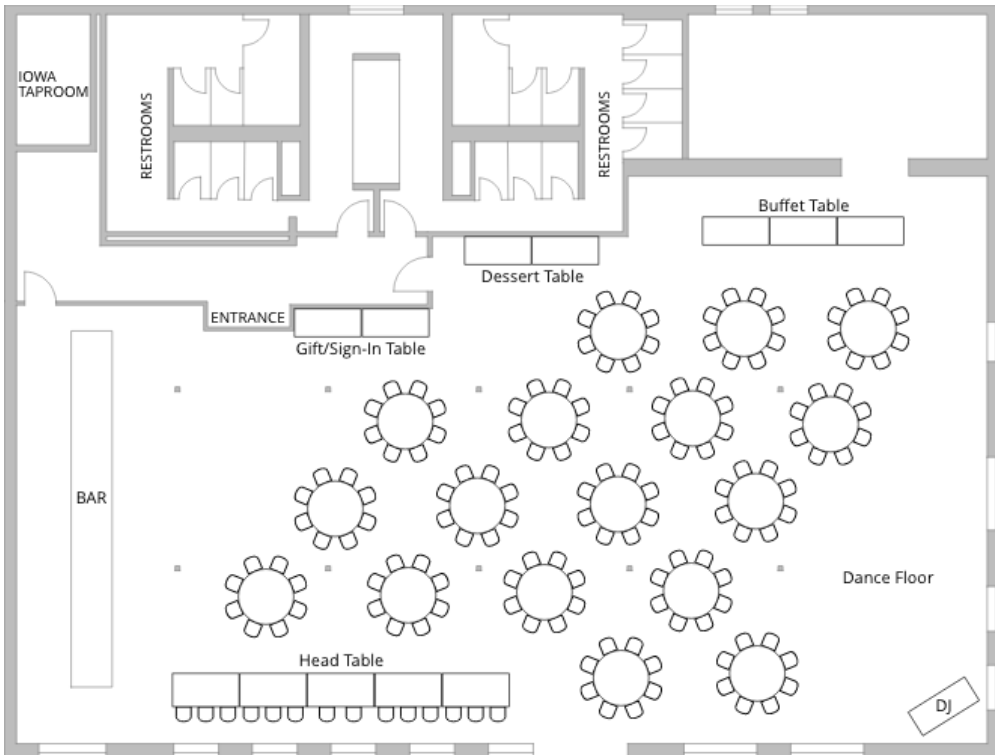 IOWA
TAPROOM
RESTROOMS
RESTROOMS
Buffet Table
Dessert Table
ENTRANCE
Gift/Sign-In Table
BAR
Dance Floor
Head Table
DJ